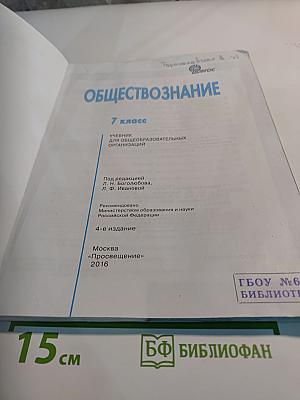 ФГОС
ОБЩЕСТВОЗНАНИЕ
7 класс
УЧЕБНИК
ДЛЯ ОБЩЕОБРАЗОВАТЕЛЬНЫХ
ОРГАНИЗАЦИЙ
Под редакцией
Л. Н. Боголюбова,
Л. Ф. Ивановой
Рекомендовано
Министерством образования и науки
Российской Федерации
4-е издание
Москва
«Просвещение»
2016
ГБОУ №6
БИБЛИОТ
15 см
БФ БИБЛИОФАН